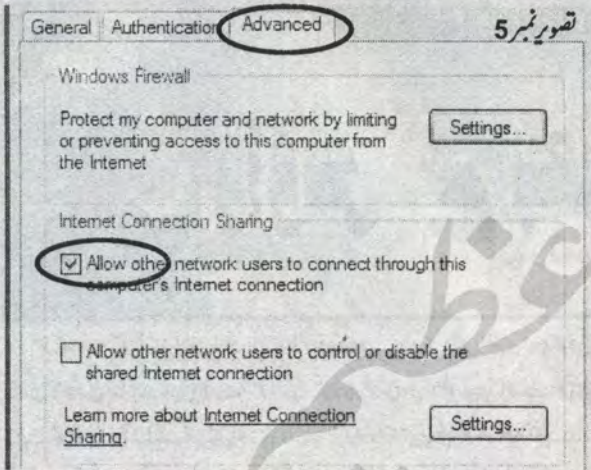 General Authentication Advanced
تصویر نمبر 5
Windows Firewall
Protect my computer and network by limiting
or preventing access to this computer from
the Internet
Settings...
Internet Connection Sharing
Allow other network users to connect through this
computer's Internet connection
Allow other network users to control or disable the
shared Internet connection
Learn more about Internet Connection
Sharing.
Settings...